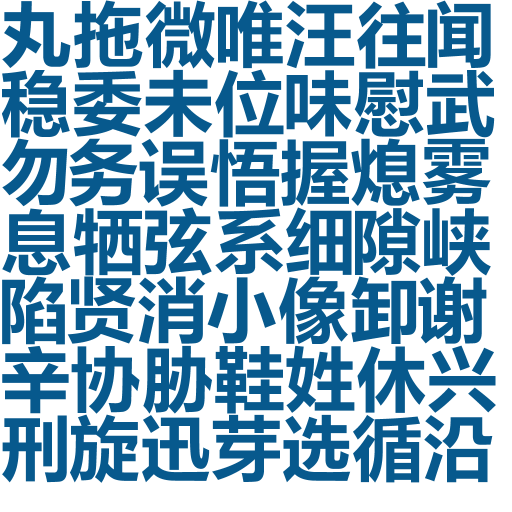 丸拖微唯汪往闻
稳委未位味慰武
勿务误悟握熄雾
息牺弦系细隙峡
陷贤消小像卸谢
辛协胁鞋姓休兴
刑旋迅芽选循沿